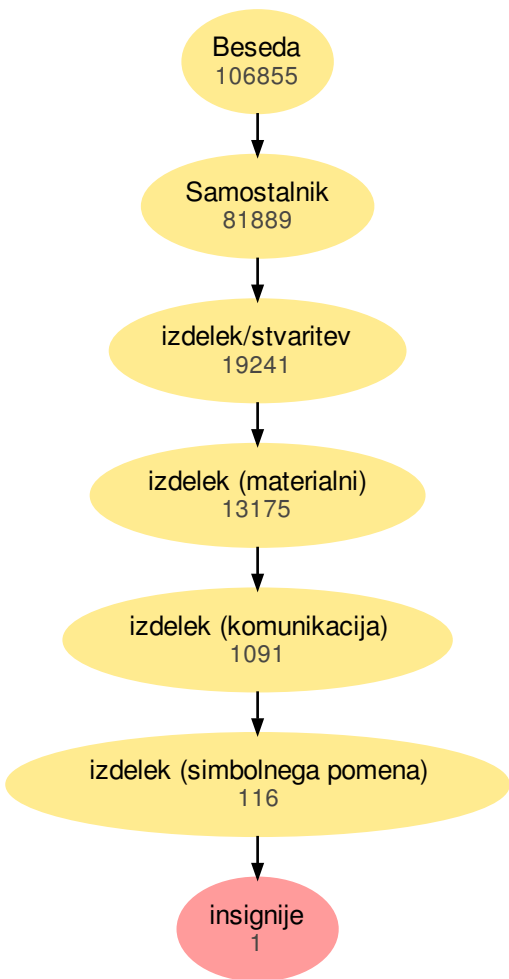 Beseda
106855
Samostalnik
81889
izdelek/stvaritev
19241
izdelek (materialni)
13175
izdelek (komunikacija)
1091
izdelek (simbolnega pomena)
116
insignije
1